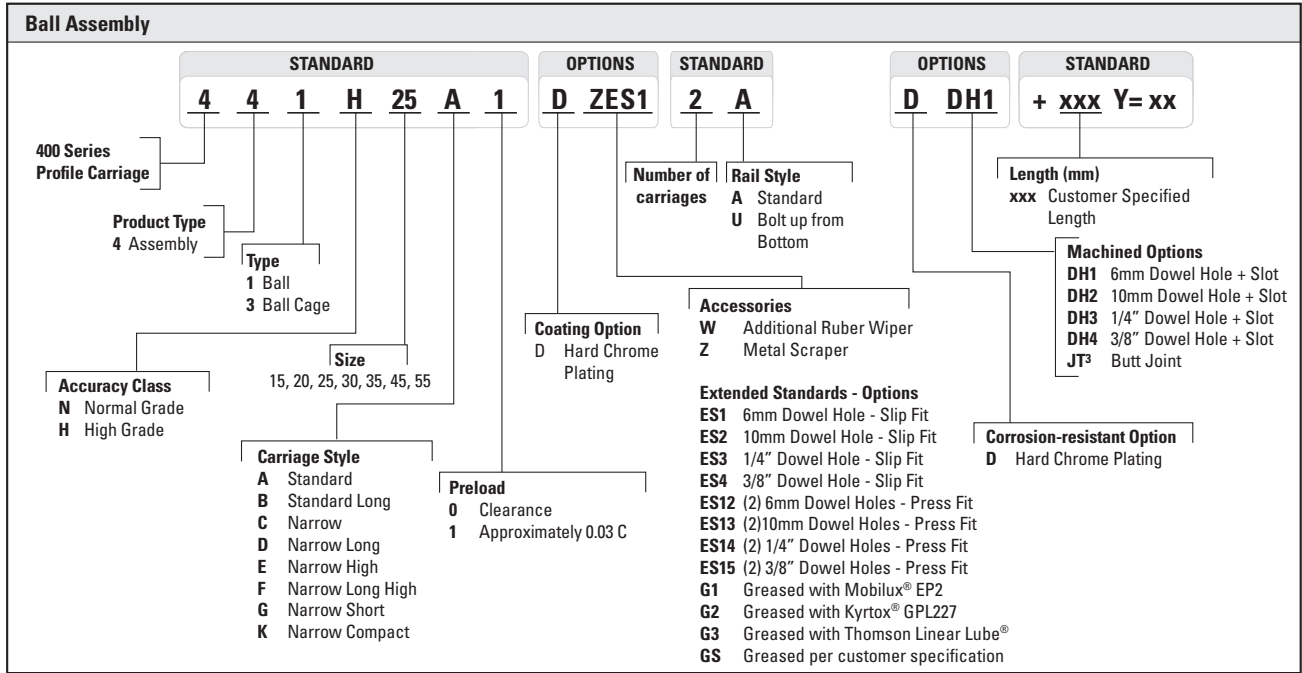 Ball Assembly
STANDARD
OPTIONS
STANDARD
OPTIONS
STANDARD
4 4 1 H 25 A 1 D ZES1 2 A D DH1 + xxx Y= xx
400 Series
Profile Carriage
Product Type
4 Assembly
Type
1 Ball
3 Ball Cage
Accuracy Class
N Normal Grade
H High Grade
Size
15, 20, 25, 30, 35, 45, 55
Carriage Style
A Standard
B Standard Long
C Narrow
D Narrow Long
E Narrow High
F Narrow Long High
G Narrow Short
K Narrow Compact
Preload
0 Clearance
1 Approximately 0.03 C
Coating Option
D Hard Chrome
Plating
Number of
carriages
Rail Style
A Standard
U Bolt up from
Bottom
Accessories
W Additional Ruber Wiper
Z Metal Scraper
Extended Standards - Options
ES1 6mm Dowel Hole - Slip Fit
ES2 10mm Dowel Hole - Slip Fit
ES3 1/4” Dowel Hole - Slip Fit
ES4 3/8” Dowel Hole - Slip Fit
ES12 (2) 6mm Dowel Holes - Press Fit
ES13 (2)10mm Dowel Holes - Press Fit
ES14 (2) 1/4” Dowel Holes - Press Fit
ES15 (2) 3/8” Dowel Holes - Press Fit
G1 Greased with Mobilux® EP2
G2 Greased with Kyrtox® GPL227
G3 Greased with Thomson Linear Lube®
GS Greased per customer specification
Length (mm)
xxx Customer Specified
Length
Machined Options
DH1 6mm Dowel Hole + Slot
DH2 10mm Dowel Hole + Slot
DH3 1/4” Dowel Hole + Slot
DH4 3/8” Dowel Hole + Slot
JT³ Butt Joint
Corrosion-resistant Option
D Hard Chrome Plating